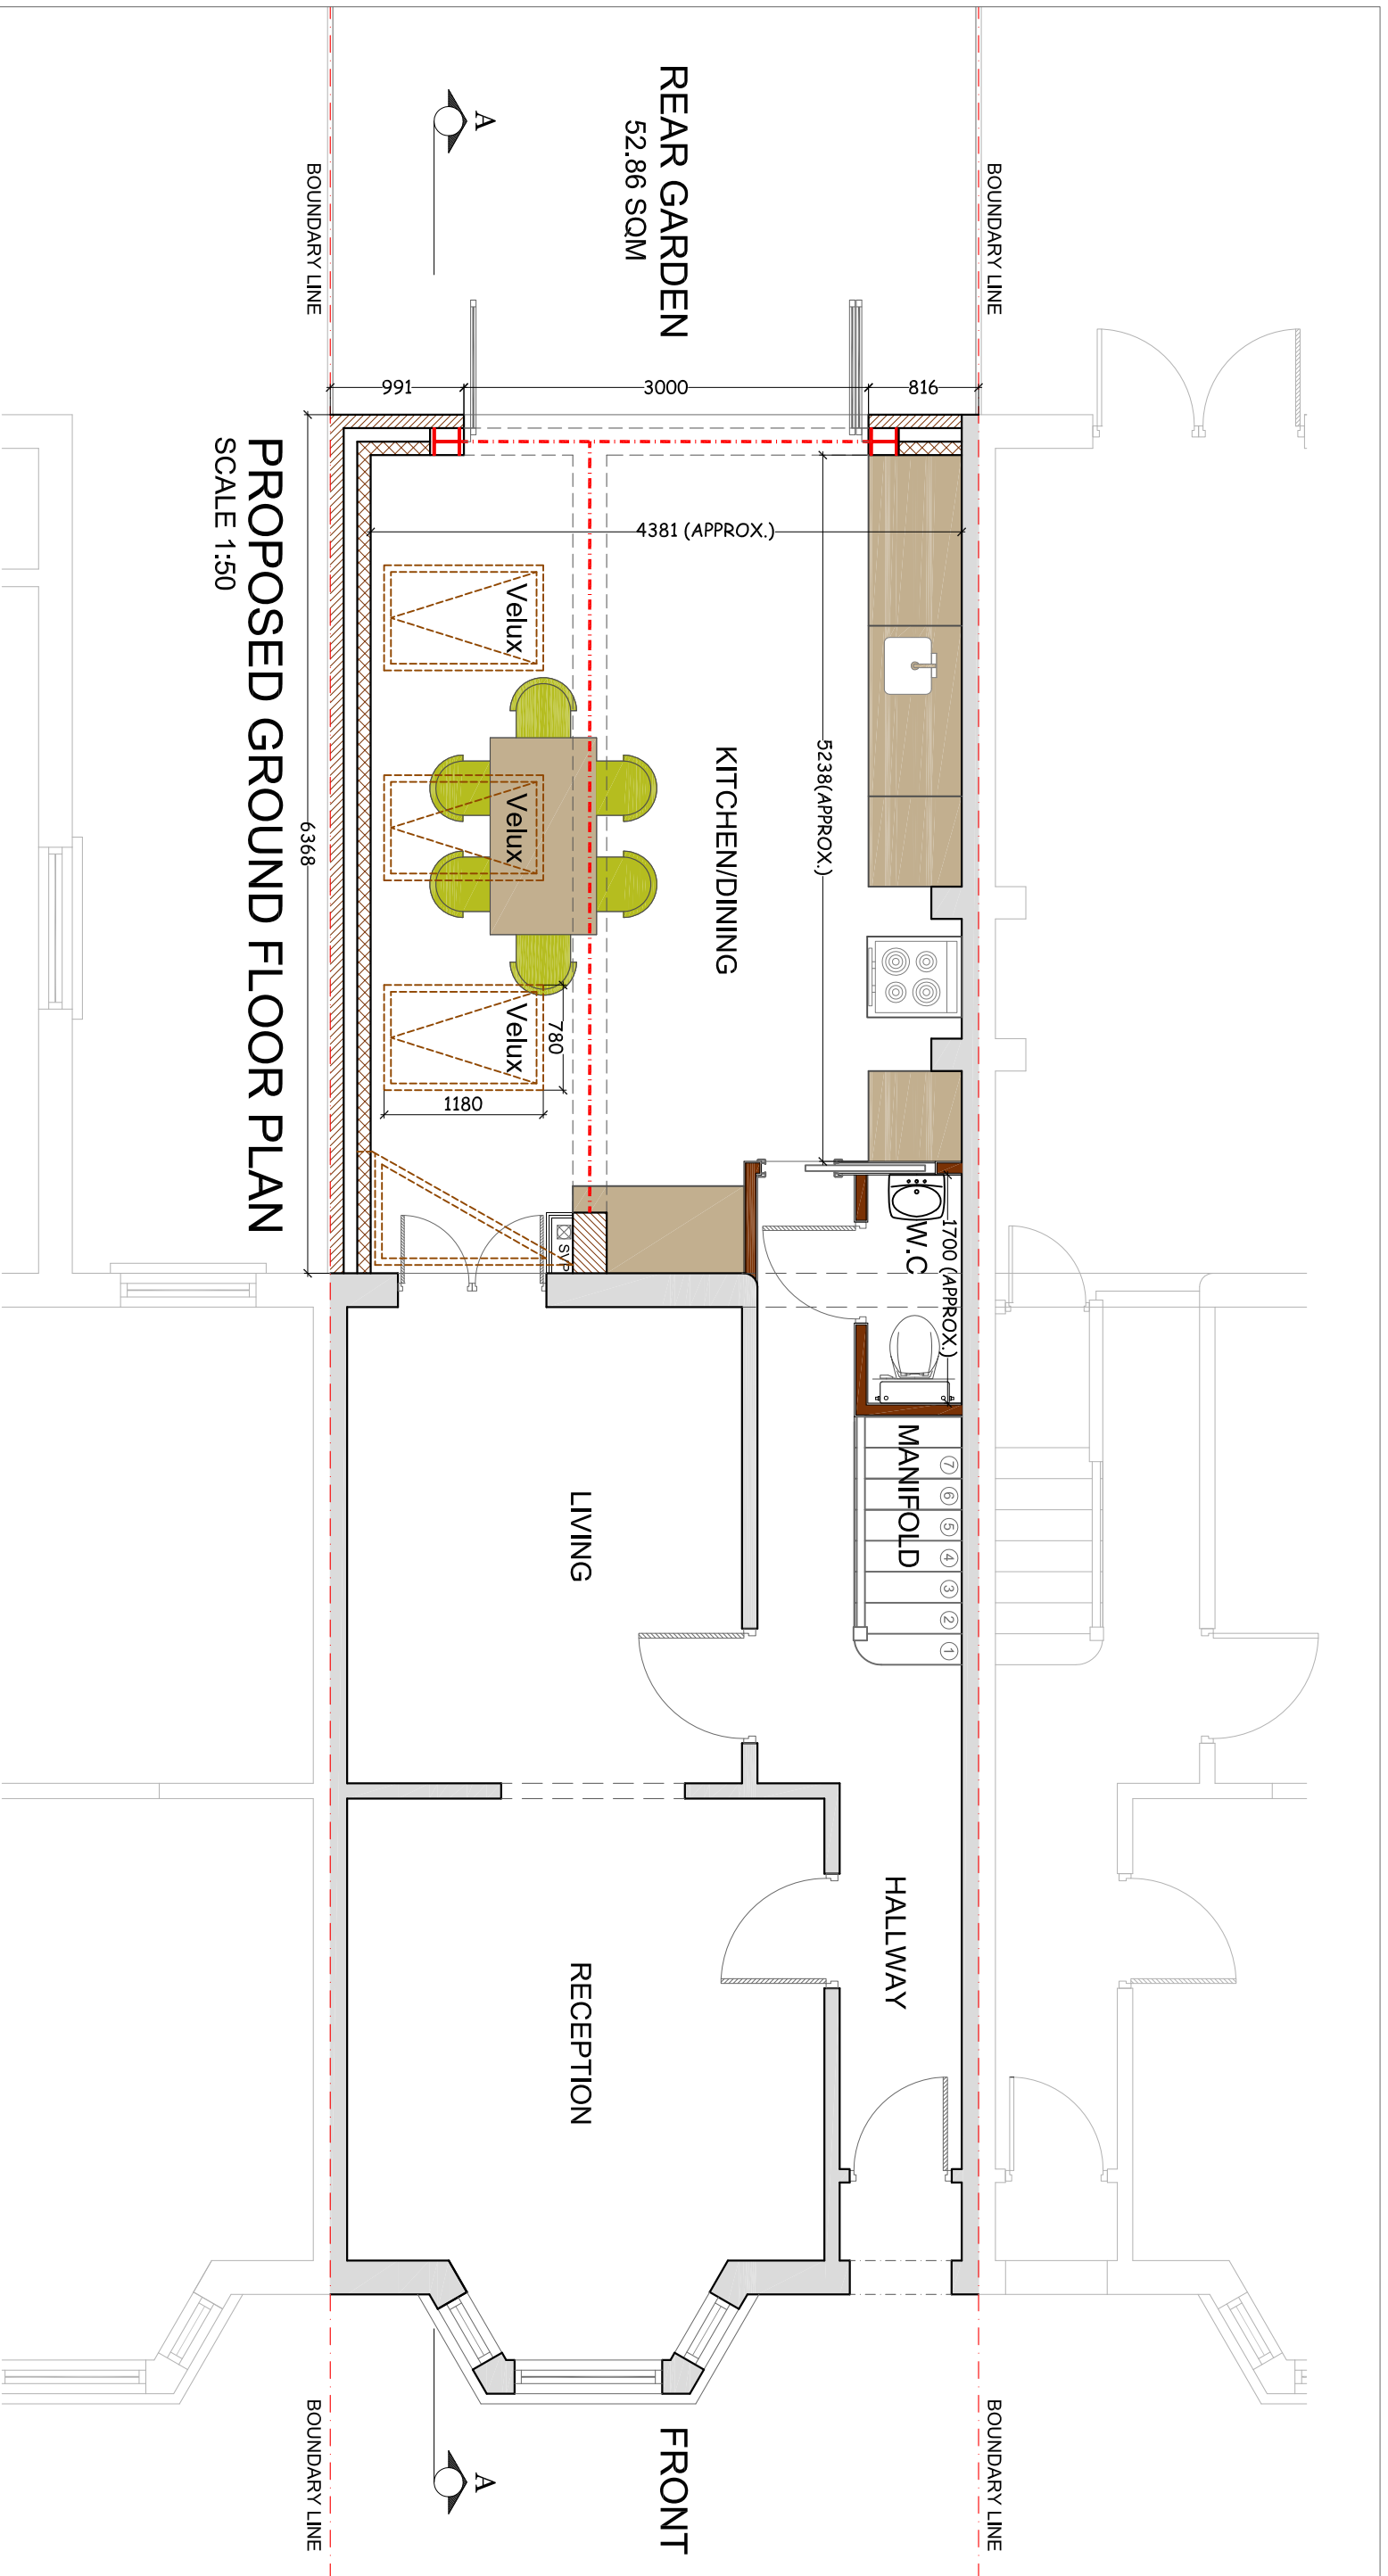 BOUNDARY LINE
BOUNDARY LINE
REAR GARDEN
52.86 SQM
A
FRONT
A
BOUNDARY LINE
BOUNDARY LINE
816
3000
991
4381 (APPROX.)
5238(APPROX.)
KITCHEN/DINING
Velux
Velux
Velux
780
1180
SVP
W.C
1700 (APPROX.)
MANIFOLD
7
6
5
4
3
2
1
LIVING
HALLWAY
RECEPTION
6368
PROPOSED GROUND FLOOR PLAN
SCALE 1:50